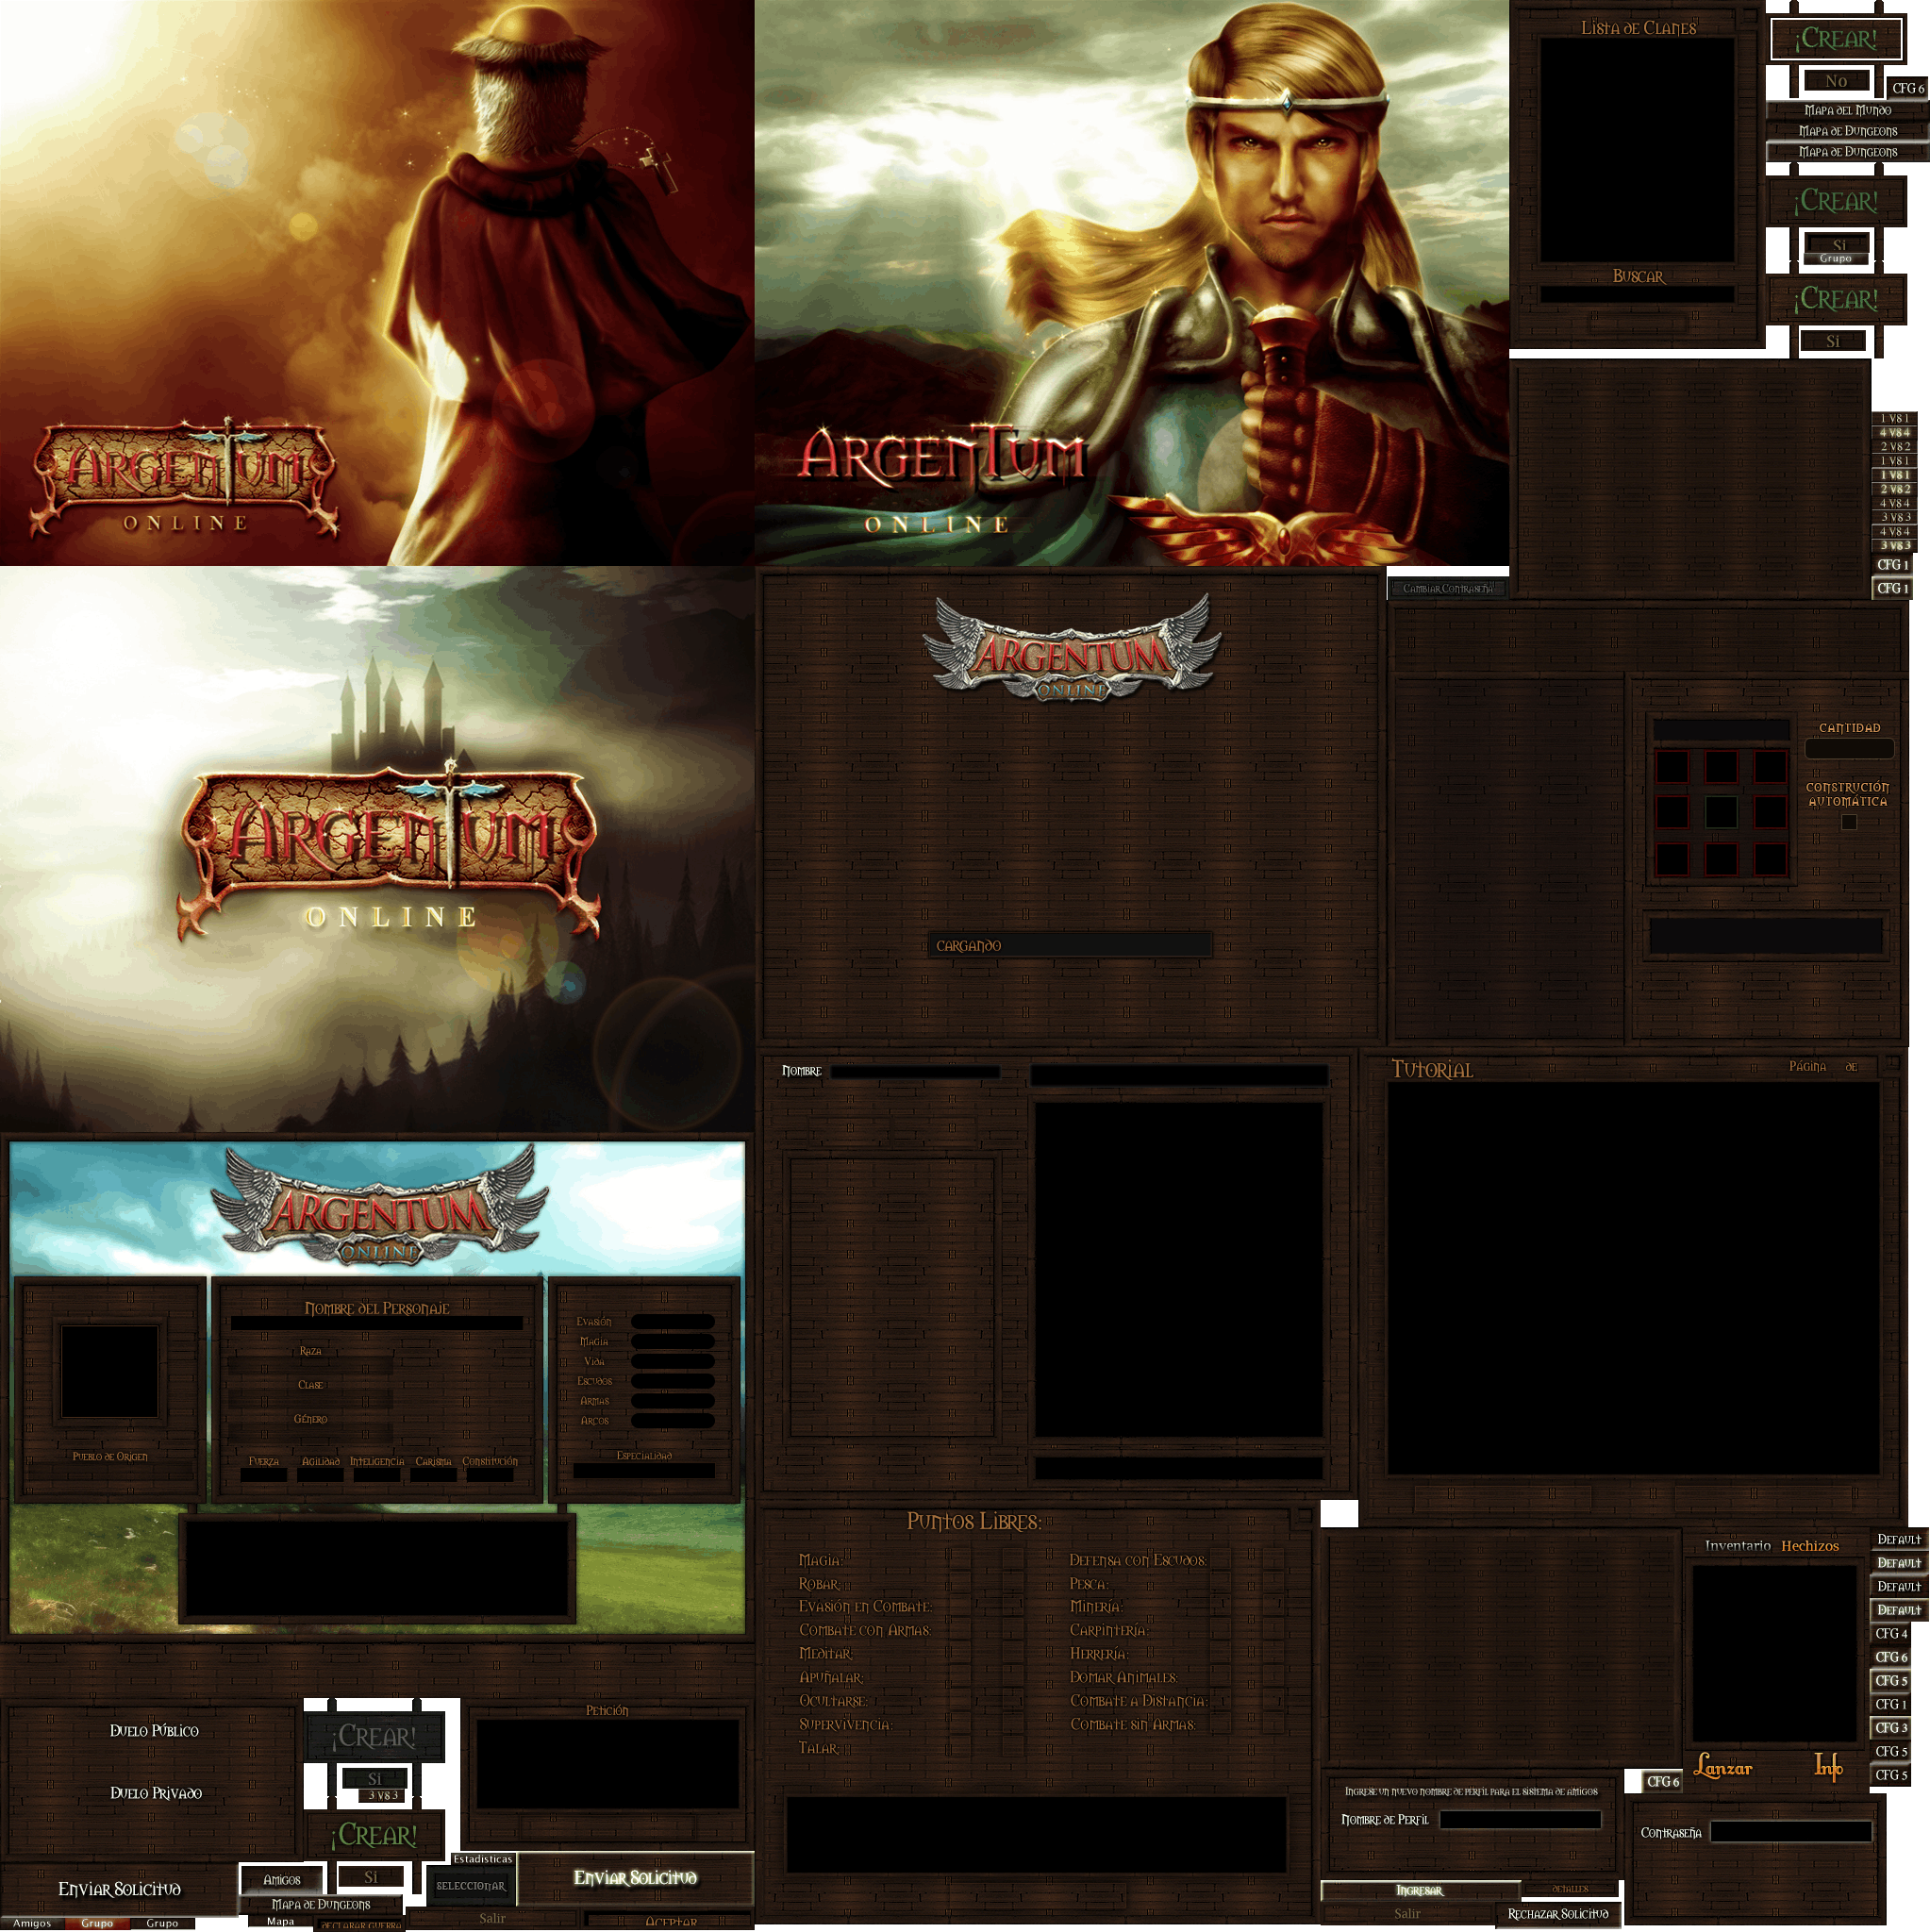 ARGENTUM
ONLINE
ARGENTUM
ONLINE
Lista de Clanes
Buscar
¡Crear!
No
CFG 6
Mapa del Mundo
Mapa de Dungeons
Mapa de Dungeons
¡Crear!
Si
Grupo
¡Crear!
Si
1 vs 1
4 vs 4
2 vs 2
1 vs 1
1 vs 1
2 vs 2
4 vs 4
3 vs 3
4 vs 4
3 vs 3
CFG 1
CFG 1
ARGENTUM
ONLINE
ARGENTUM
ONLINE
CARGANDO
Cambiar Contraseña
CANTIDAD
CONSTRUCIÓN
AUTOMÁTICA
Nombre
Tutorial
Página de
ARGENTUM
ONLINE
Nombre del Personaje
Raza
Clase
Género
Fuerza Agilidad Inteligencia Carisma Constitución
Pueblo de Origen
Evasión
Magia
Vida
Escudos
Armas
Arcos
Especialidad
Puntos Libres:
Magia:
Robar:
Evasión en Combate:
Combate con Armas:
Meditar:
Apuñalar:
Ocultarse:
Supervivencia:
Talar:
Defensa con Escudos:
Pesca:
Minería:
Carpintería:
Herrería:
Domar Animales:
Combate a Distancia:
Combate sin Armas:
Inventario Hechizos
Lanzar Info
Default
Default
Default
Default
CFG 4
CFG 6
CFG 5
CFG 1
CFG 3
CFG 5
CFG 5
Duelo Público
Duelo Privado
¡Crear!
Si
3 vs 3
¡Crear!
Si
Petición
Ingrese un nuevo nombre de perfil para el sistema de amigos
Nombre de Perfil
CFG 6
Contraseña
Enviar Solicitud
Amigos
Mapa de Dungeons
Amigos Grupo Grupo
Mapa
Declarar Guerra
Estadisticas
Seleccionar
Enviar Solicitud
Salir
Aceptar
Ingresar
Detalles
Salir
Rechazar Solicitud